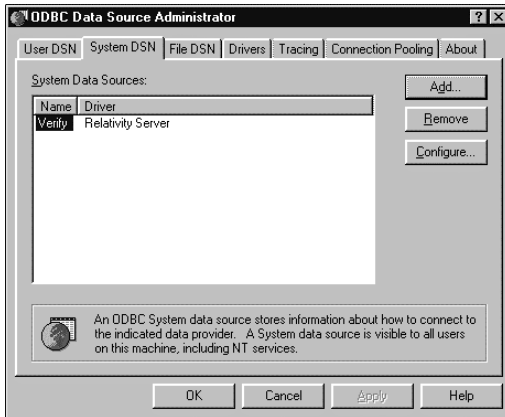 ODBC Data Source Administrator
User DSN System DSN File DSN Drivers Tracing Connection Pooling About
System Data Sources:
Name Driver
Verify Relativity Server
Add...
Remove
Configure...
An ODBC System data source stores information about how to connect to
the indicated data provider. A System data source is visible to all users
on this machine, including NT services.
OK Cancel Apply Help